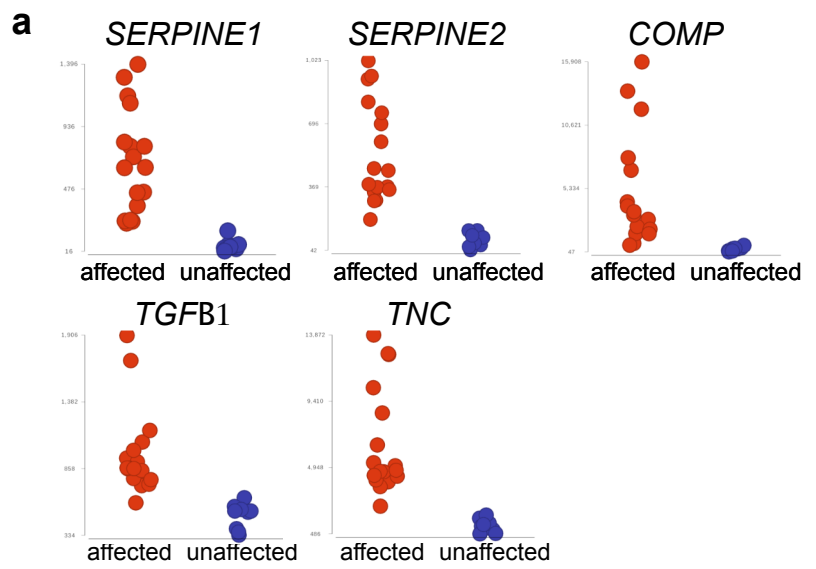 a
SERPINE1 SERPINE2 COMP
1,396
936
476
16
affected unaffected
1,023
696
369
42
affected unaffected
15,908
10,621
5,334
47
affected unaffected
TGFB1 TNC
1,906
1,382
858
334
affected unaffected
13,872
9,410
4,948
486
affected unaffected